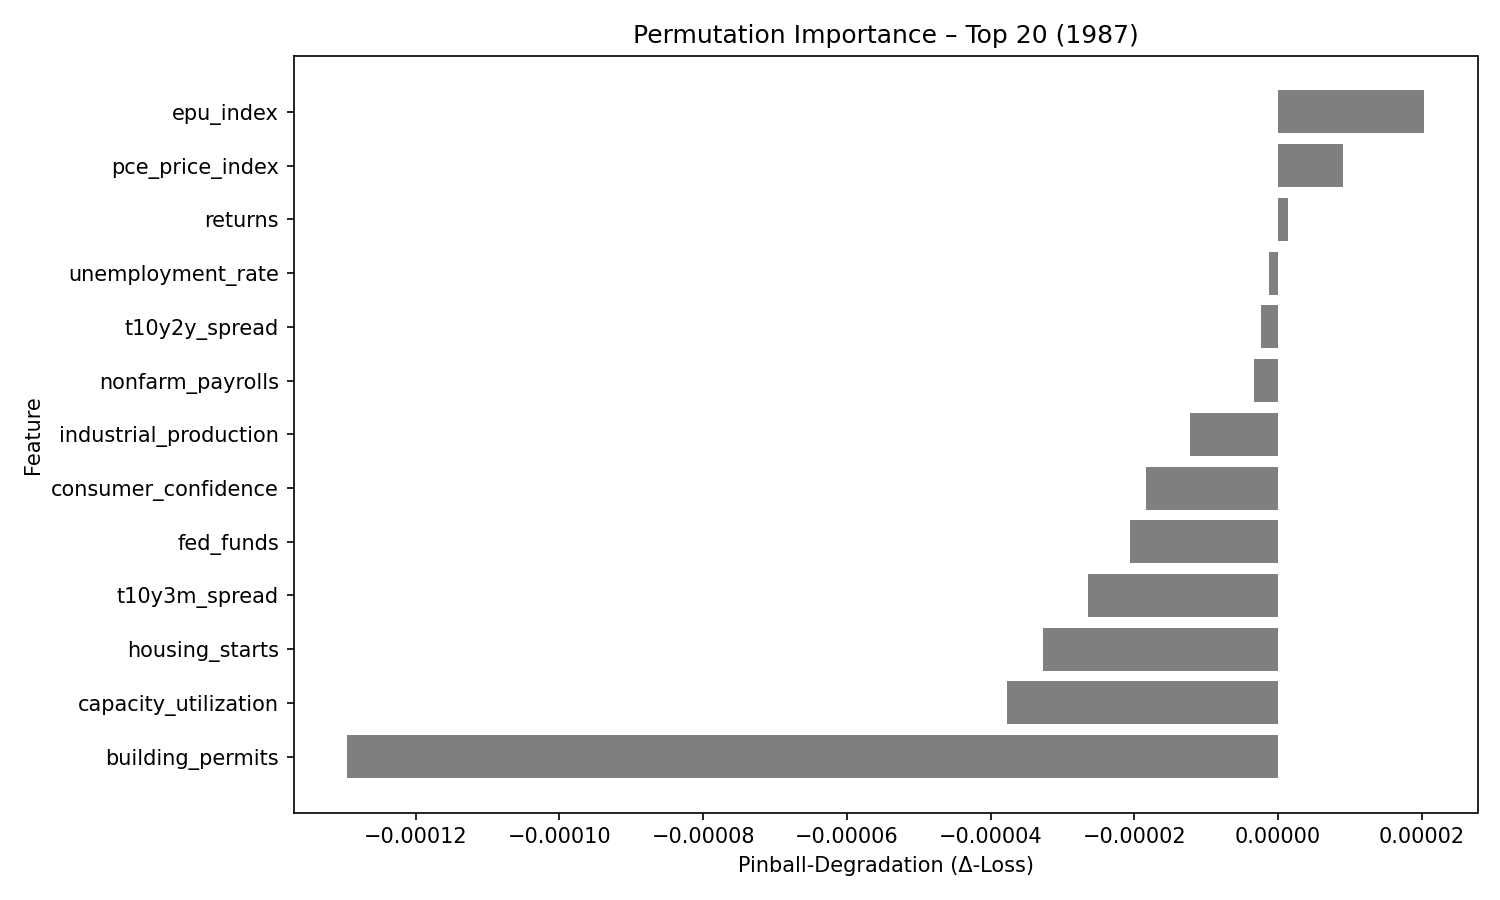 Permutation Importance – Top 20 (1987)
Feature
epu_index
pce_price_index
returns
unemployment_rate
t10y2y_spread
nonfarm_payrolls
industrial_production
consumer_confidence
fed_funds
t10y3m_spread
housing_starts
capacity_utilization
building_permits
−0.00012 −0.00010 −0.00008 −0.00006 −0.00004 −0.00002 0.00000 0.00002
Pinball-Degradation (Δ-Loss)